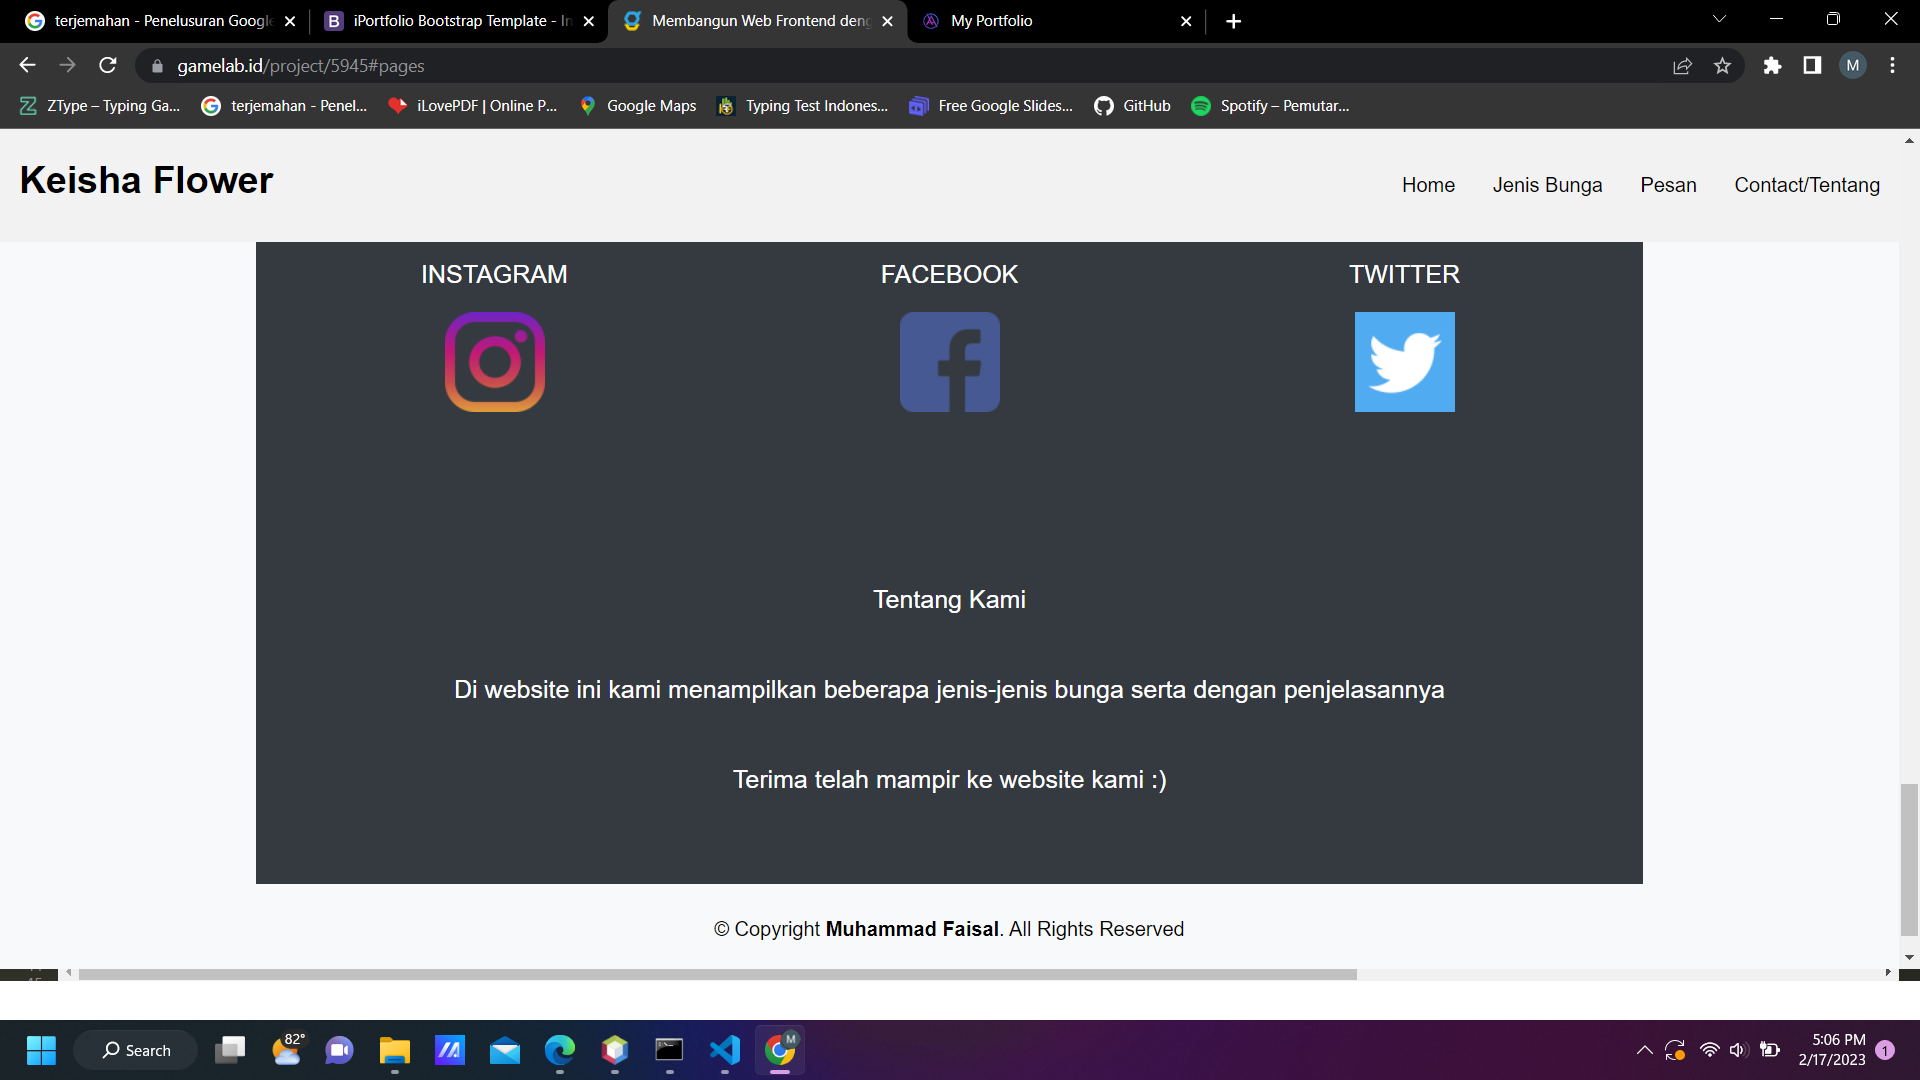 terjemahan - Penelusuran Google
iPortfolio Bootstrap Template - In
Membangun Web Frontend deng
My Portfolio
gamelab.id/project/5945#pages
M
ZType – Typing Ga...
terjemahan - Penel...
iLovePDF | Online P...
Google Maps
Typing Test Indones...
Free Google Slides...
GitHub
Spotify – Pemutar...
Keisha Flower
Home
Jenis Bunga
Pesan
Contact/Tentang
INSTAGRAM
FACEBOOK
TWITTER
Tentang Kami
Di website ini kami menampilkan beberapa jenis-jenis bunga serta dengan penjelasannya
Terima telah mampir ke website kami :)
© Copyright Muhammad Faisal. All Rights Reserved
Search
82°
M
5:06 PM
2/17/2023
1